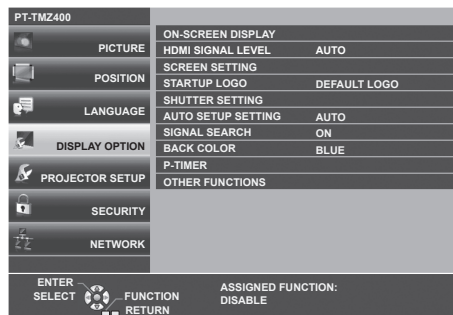 PT-TMZ400
PICTURE
POSITION
LANGUAGE
DISPLAY OPTION
PROJECTOR SETUP
SECURITY
NETWORK
ON-SCREEN DISPLAY
HDMI SIGNAL LEVEL AUTO
SCREEN SETTING
STARTUP LOGO DEFAULT LOGO
SHUTTER SETTING
AUTO SETUP SETTING AUTO
SIGNAL SEARCH ON
BACK COLOR BLUE
P-TIMER
OTHER FUNCTIONS
ENTER
SELECT
FUNCTION
RETURN
ASSIGNED FUNCTION:
DISABLE